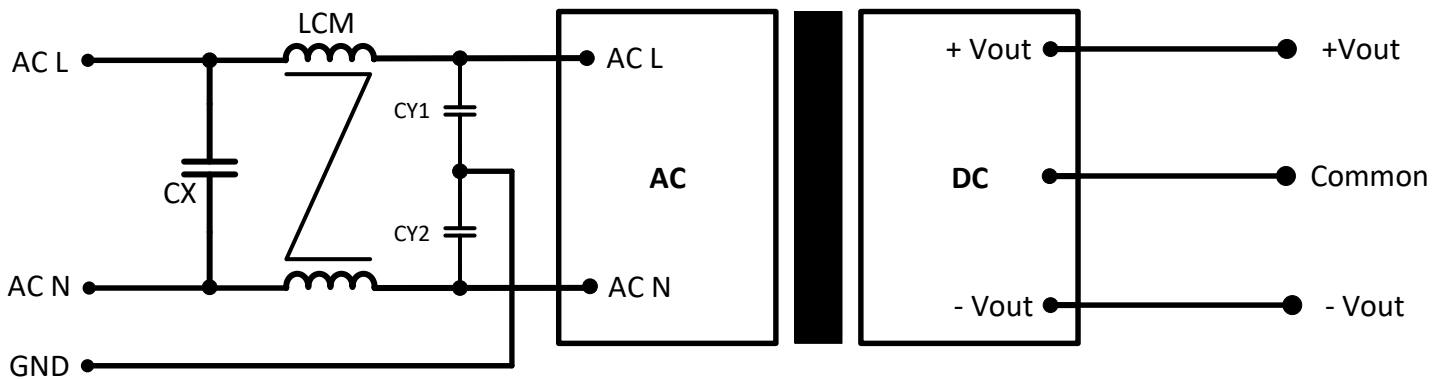 LCM
AC L
AC L
+ Vout
+Vout
CY1
CX
AC
DC
Common
CY2
AC N
AC N
- Vout
- Vout
GND